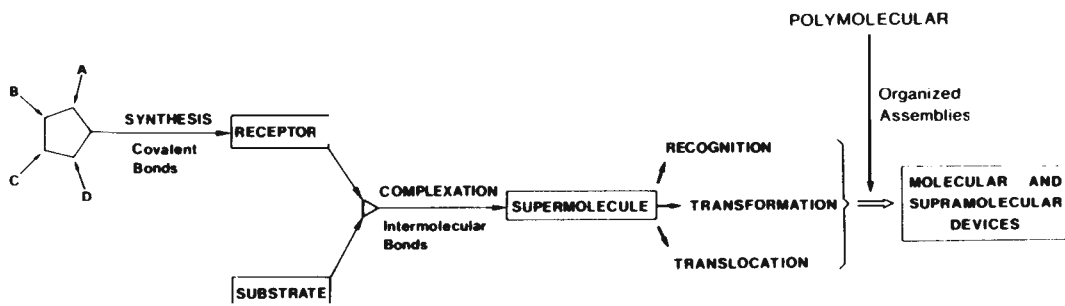 POLYMOLECULAR
A
B
SYNTHESIS
Covalent
Bonds
C
D
RECEPTOR
SUBSTRATE
COMPLEXATION
Intermolecular
Bonds
SUPERMOLECULE
RECOGNITION
TRANSFORMATION
TRANSLOCATION
Organized
Assemblies
MOLECULAR AND
SUPRAMOLECULAR
DEVICES